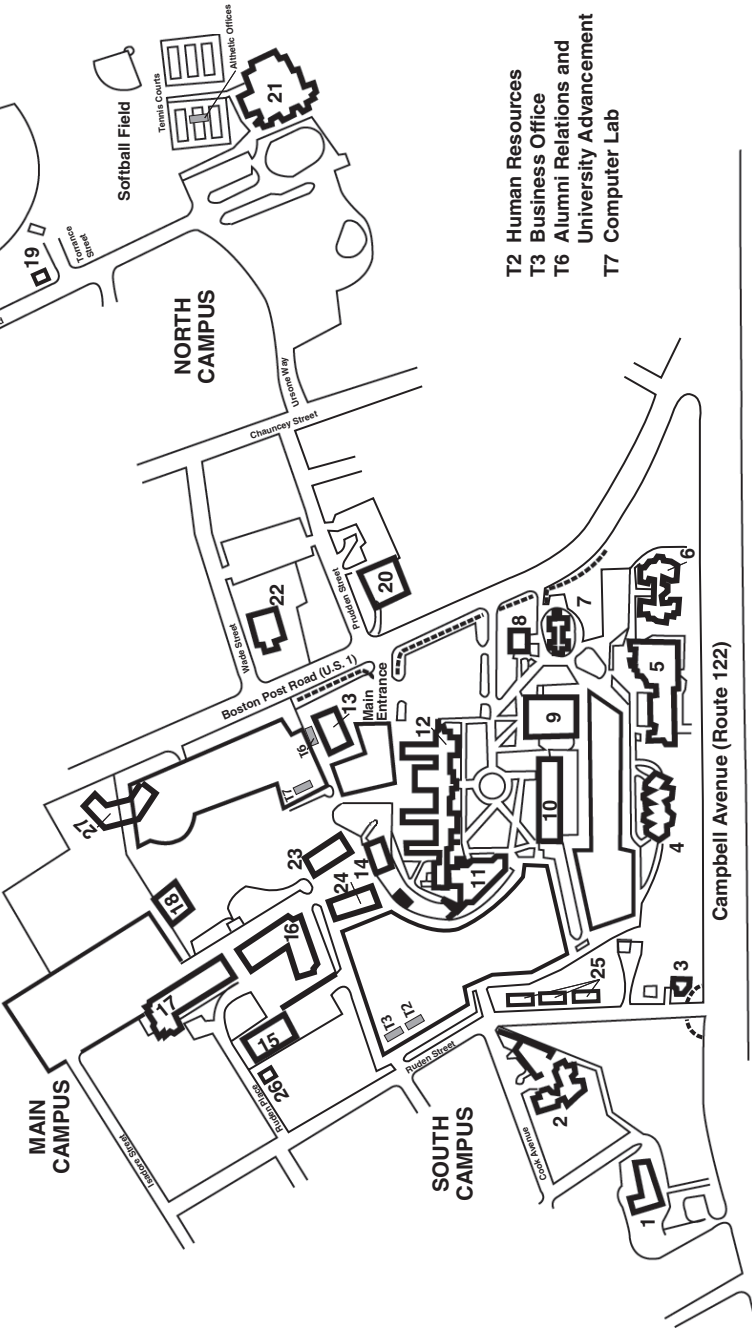 Softball Field
Tennis Courts
Althetic Offices
21
19
Torrance
Street
NORTH
CAMPUS
Ursone Way
Chauncey Street
T2 Human Resources
T3 Business Office
T6 Alumni Relations and
University Advancement
T7 Computer Lab
22
Wade Street
Prudden Street
20
Boston Post Road (U.S. 1)
Main
Entrance
13
T6
T7
12
8
7
6
5
9
10
4
11
14
23
24
27
18
16
17
15
26
25
3
T3
T2
Ruden Street
Ruden Place
Isadore Street
MAIN
CAMPUS
SOUTH
CAMPUS
Cook Avenue
2
1
Campbell Avenue (Route 122)